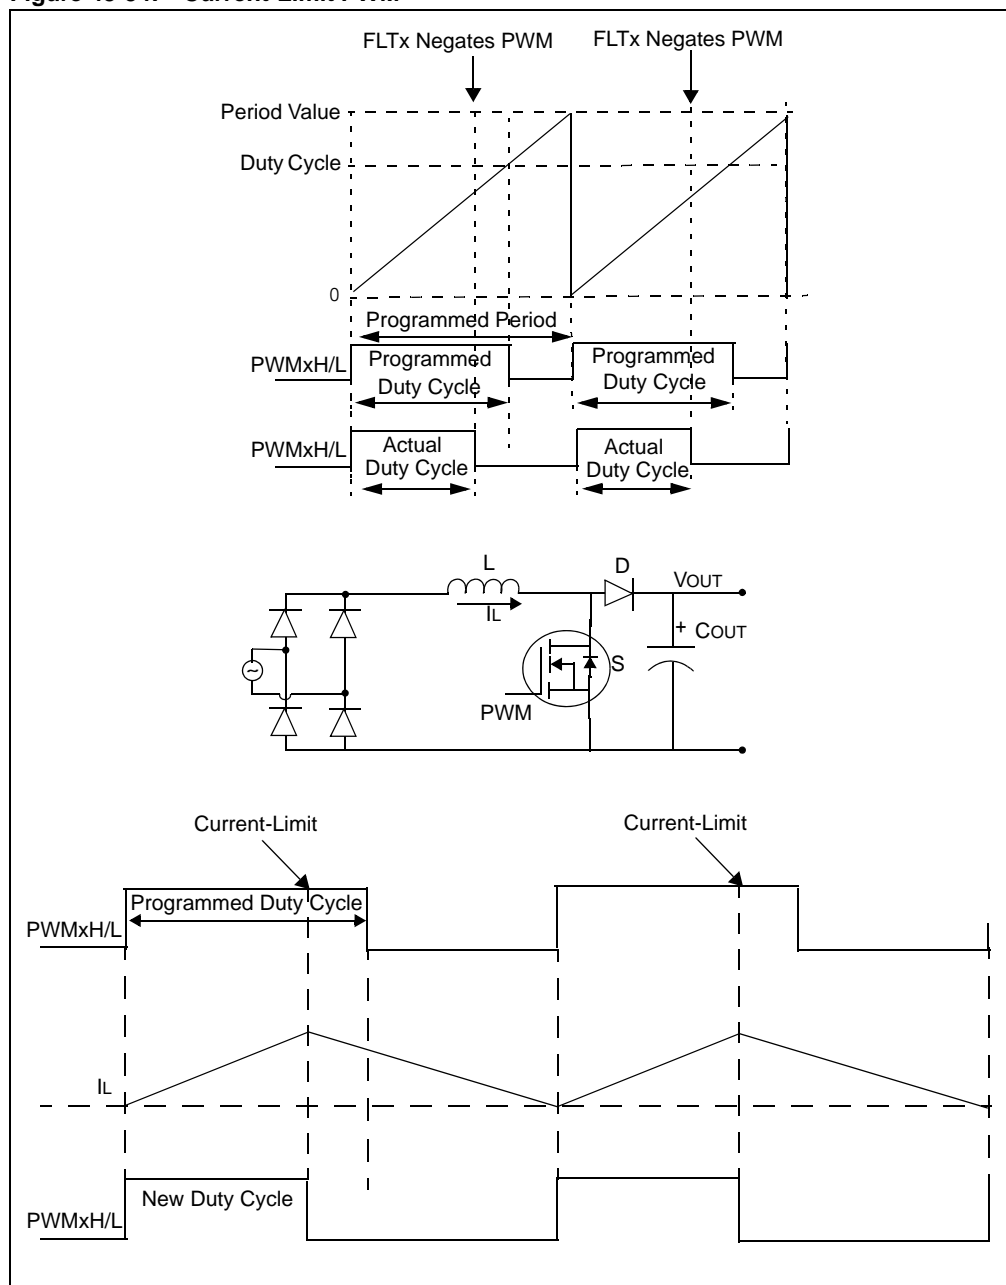 Figure Current-Limit PWM
FLTx Negates PWM FLTx Negates PWM
Period Value
Duty Cycle
0
Programmed Period
PWMxH/L
Programmed
Duty Cycle
Programmed
Duty Cycle
PWMxH/L
Actual
Duty Cycle
Actual
Duty Cycle
L
D
VOUT
IL
+ COUT
S
~
PWM
Current-Limit Current-Limit
Programmed Duty Cycle
PWMxH/L
IL
New Duty Cycle
PWMxH/L